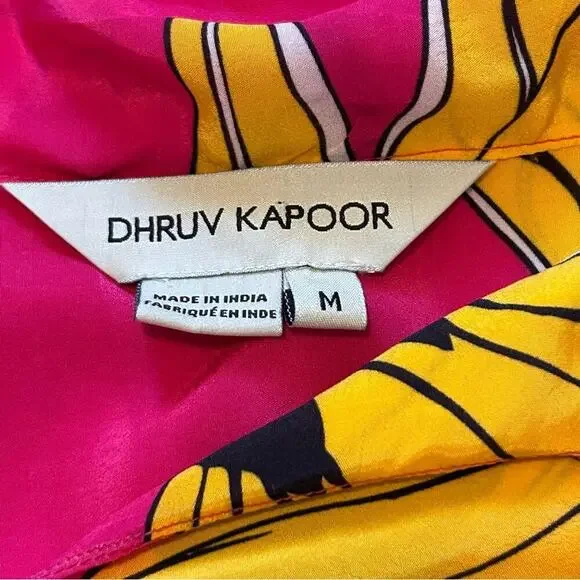 DHRUV KAPOOR
MADE IN INDIA
FABRIQUÉ EN INDE
M